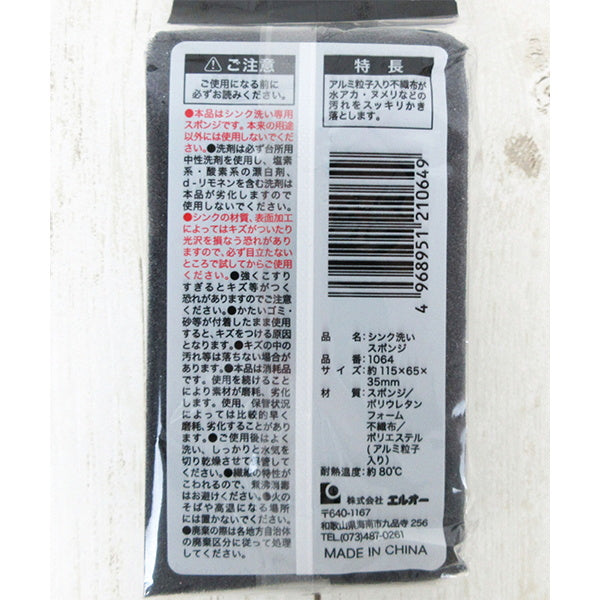 ⚠ご注意
ご使用になる前に
必ずお読みください。
●本品はシンク洗い専用
スポンジです。本来の用途
以外には使用しないでくだ
さい。●洗剤は必ず台所用
中性洗剤を使用し、塩素
系・酸素系の漂白剤、
d-リモネンを含む洗剤は
本品が劣化しますので
使用しないでください。
●シンクの材質、表面加工
によってはキズがついたり
光沢を損なう恐れがあり
ますので、必ず目立たない
ところで試してからご使用
ください。●強くこすり
すぎるとキズ等がつく
恐れがありますのでご注意
ください。●かたいゴミ・
砂等が付着したまま使用
すると、キズをつける原因
となります。●キズの中の
汚れ等は落ちない場合が
あります。●本品は消耗品
です。使用を続けることに
より素材が磨耗、劣化
します。使用、保管状況
によっては比較的早く
磨耗、劣化することがあり
ます。●ご使用後はよく
洗い、しっかりと水気を
切り乾燥させて保管して
ください。●繊維の特性が
こわれるので、煮沸消毒
はお避けください。●火の
そばや高温になる場所
には置かないでください。
●廃棄の際は各地方自治体
の廃棄区分に従って処理
してください。
特長
アルミ粒子入り不織布が
水アカ・ヌメリなどの
汚れをスッキリかき
落とします。
4 968951 210649
品名:シンク洗い
スポンジ
品番:1064
サイズ:約115×65×
35mm
材質:スポンジ/
ポリウレタン
フォーム
不織布/
ポリエステル
(アルミ粒子
入り)
耐熱温度:約80℃
株式会社エルオー
〒640-1167
和歌山県海南市九品寺256
TEL(073)487-0261
MADE IN CHINA